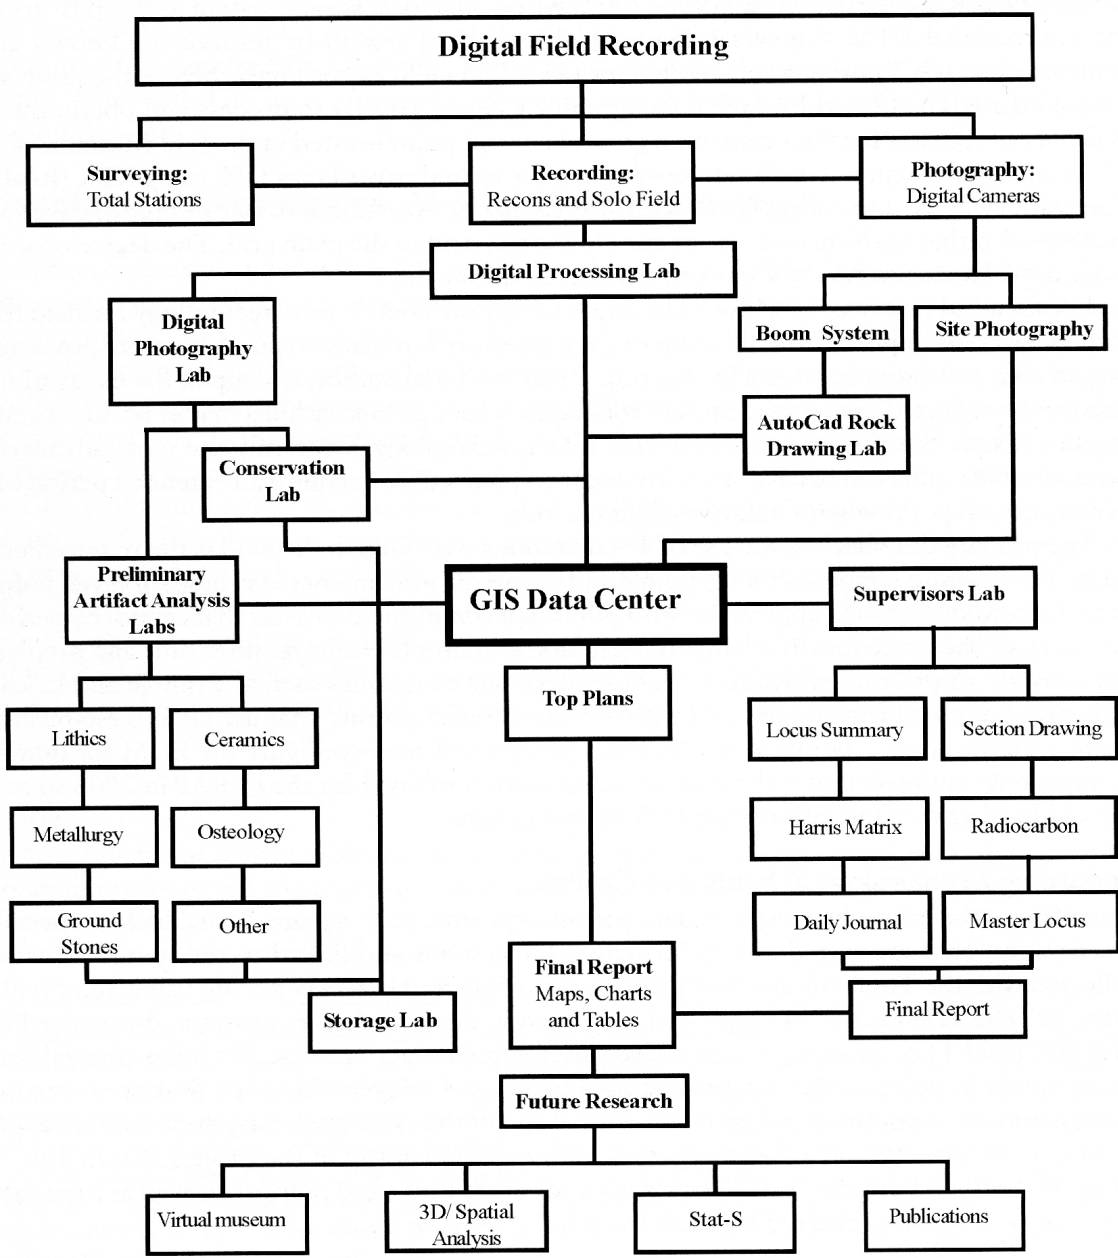 Digital Field Recording
Surveying:
Total Stations
Recording:
Recons and Solo Field
Photography:
Digital Cameras
Digital Processing Lab
Digital
Photography
Lab
Boom System
Site Photography
AutoCad Rock
Drawing Lab
Conservation
Lab
Preliminary
Artifact Analysis
Labs
GIS Data Center
Supervisors Lab
Top Plans
Lithics
Ceramics
Locus Summary
Section Drawing
Metallurgy
Osteology
Harris Matrix
Radiocarbon
Ground
Stones
Other
Daily Journal
Master Locus
Final Report
Maps, Charts
and Tables
Storage Lab
Final Report
Future Research
Virtual museum
3D/ Spatial
Analysis
Stat-S
Publications